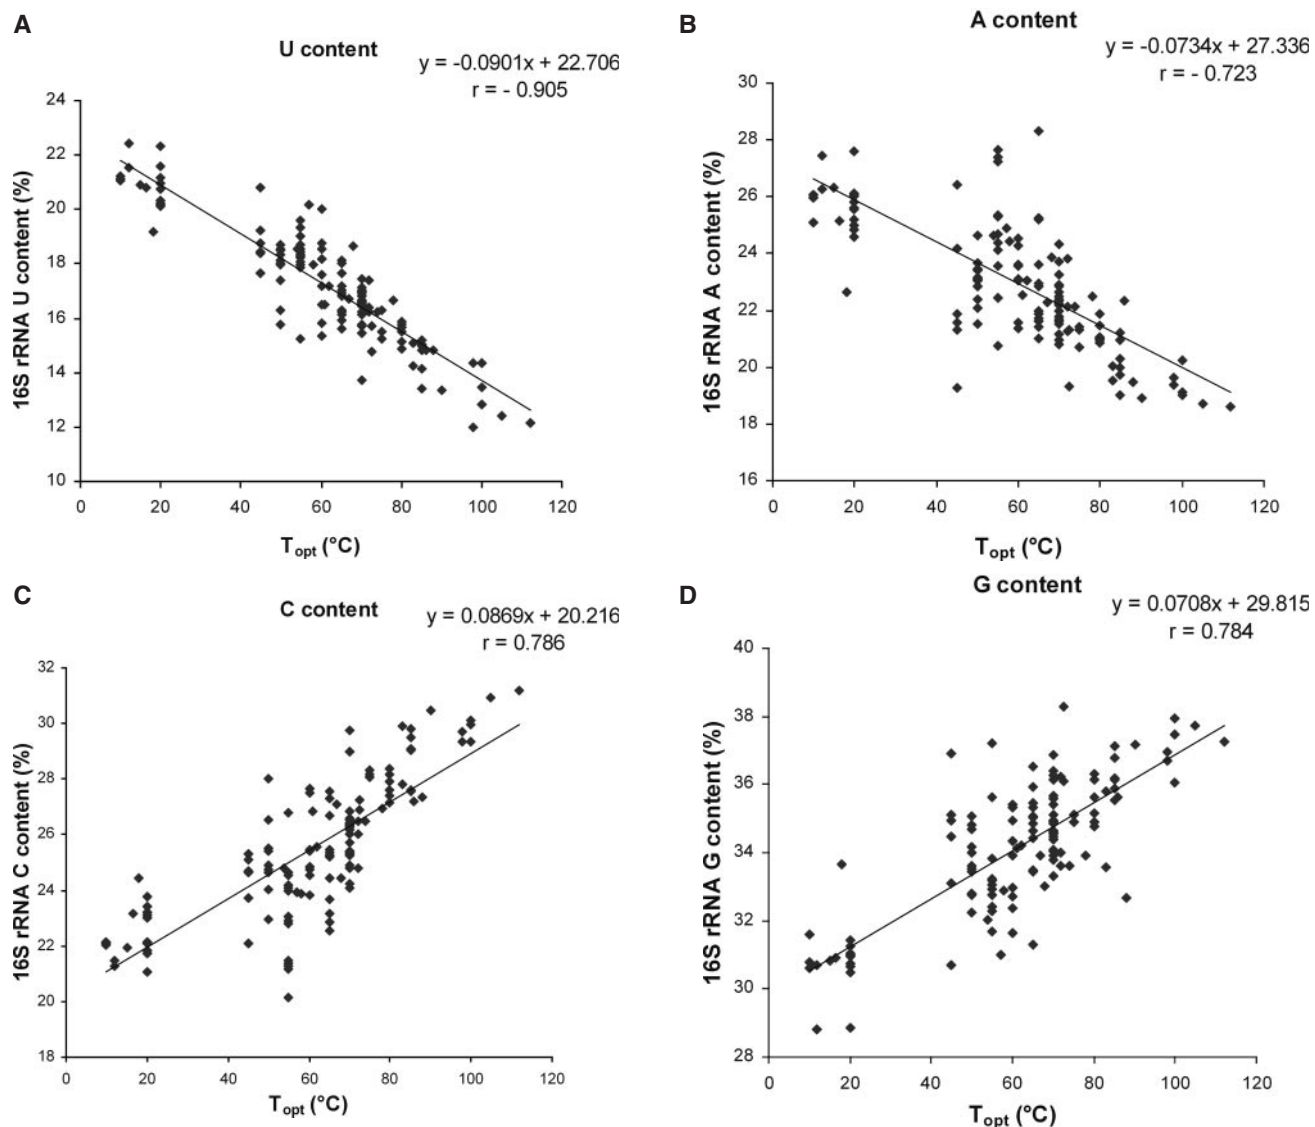 A
U content
y = -0.0901x + 22.706
r = - 0.905
16S rRNA U content (%)
24
22
20
18
16
14
12
10
0 20 40 60 80 100 120
Topt (°C)
B
A content
y = -0.0734x + 27.336
r = - 0.723
16S rRNA A content (%)
30
28
26
24
22
20
18
16
0 20 40 60 80 100 120
Topt (°C)
C
C content
y = 0.0869x + 20.216
r = 0.786
16S rRNA C content (%)
32
30
28
26
24
22
20
18
0 20 40 60 80 100 120
Topt (°C)
D
G content
y = 0.0708x + 29.815
r = 0.784
16S rRNA G content (%)
40
38
36
34
32
30
28
0 20 40 60 80 100 120
Topt (°C)